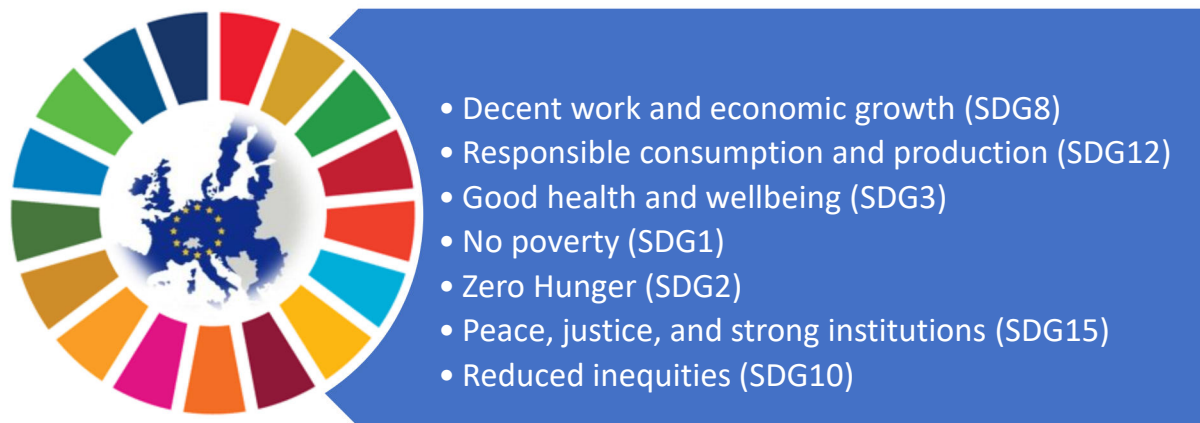 • Decent work and economic growth (SDG8)
• Responsible consumption and production (SDG12)
• Good health and wellbeing (SDG3)
• No poverty (SDG1)
• Zero Hunger (SDG2)
• Peace, justice, and strong institutions (SDG15)
• Reduced inequities (SDG10)